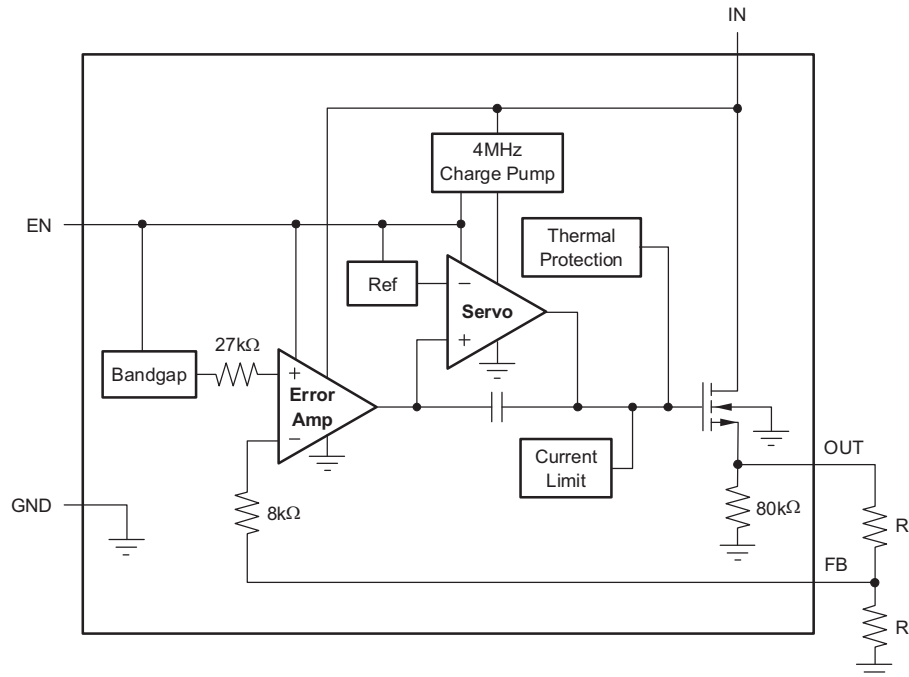 IN
4MHz
Charge Pump
EN
Thermal
Protection
Ref
−
Servo
+
27kΩ
Bandgap
+
Error
Amp
−
Current
Limit
OUT
GND
8kΩ
80kΩ
R
FB
R